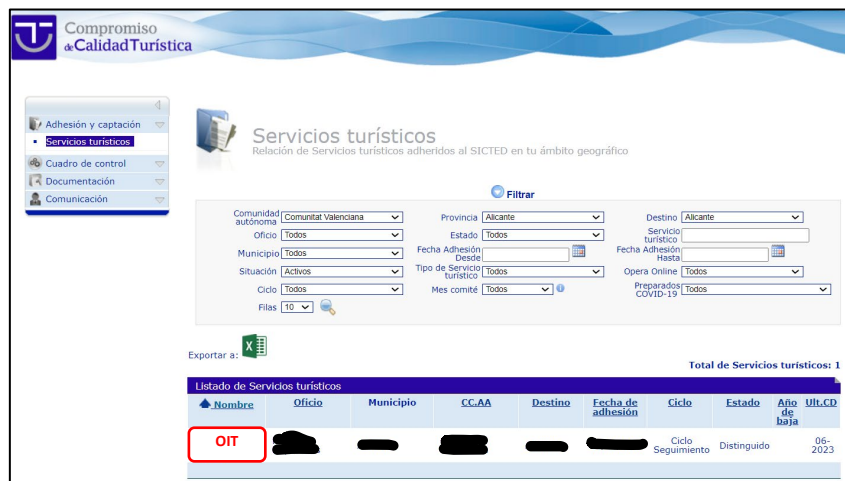 Compromiso
de Calidad Turística
Adhesión y captación
Servicios turísticos
Cuadro de control
Documentación
Comunicación
Servicios turísticos
Relación de Servicios turísticos adheridos al SICTED en tu ámbito geográfico
Filtrar
Comunidad autónoma Comunitat Valenciana Provincia Alicante Destino Alicante
Oficio Todos Estado Todos Servicio turístico
Municipio Todos Fecha Adhesión Desde Fecha Adhesión Hasta
Situación Activos Tipo de Servicio turístico Todos Opera Online Todos
Ciclo Todos Mes comité Todos Preparados COVID-19 Todos
Filas 10
Exportar a:
Total de Servicios turísticos: 1
Listado de Servicios turísticos
Nombre Oficio Municipio CC.AA Destino Fecha de adhesión Ciclo Estado Año de baja Ult.CD
OIT Ciclo Seguimiento Distinguido 06-2023